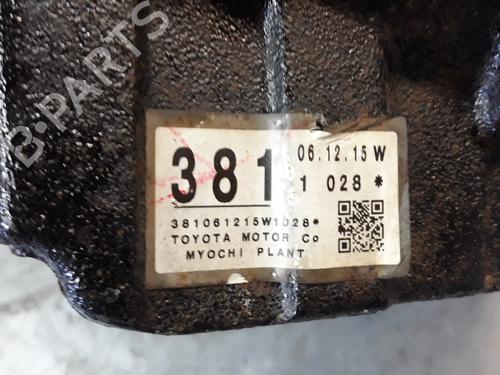 B-PARTS
381 06.12.15 W
1 028 *
381061215W1028*
TOYOTA MOTOR Co
MYOCHI PLANT